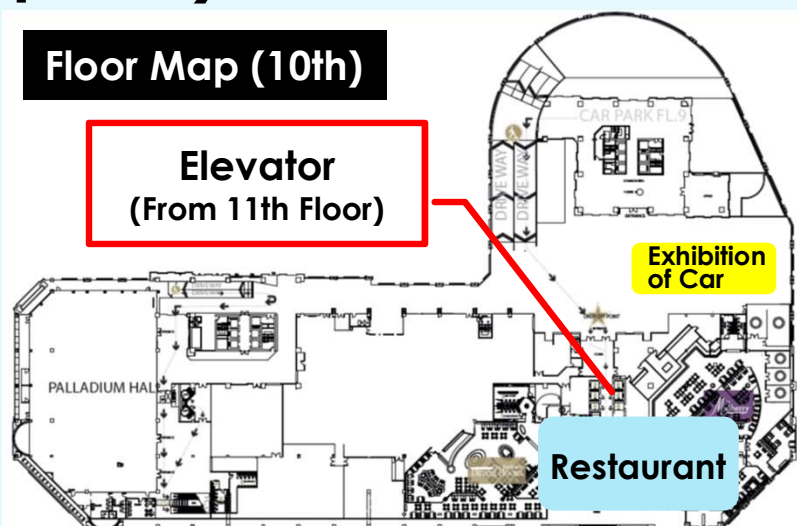 Floor Map (10th)
CAR PARK FL.9
Elevator
(From 11th Floor)
DRIVE WAY
DRIVE WAY
Exhibition
of Car
PALLADIUM HALL
Mulberry
Restaurant